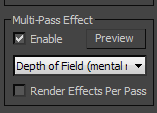 Multi-Pass Effect
Enable Preview
Depth of Field (mental
Render Effects Per Pass